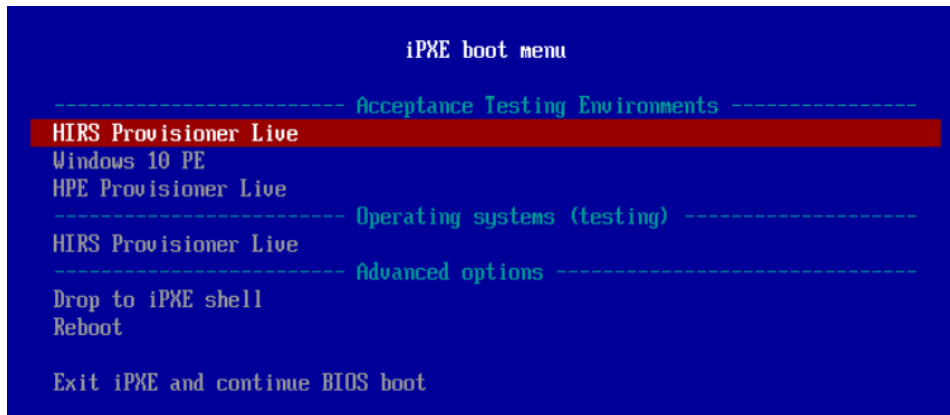 iPXE boot menu
------------------------- Acceptance Testing Environments ----------------
HIRS Provisioner Live
Windows 10 PE
HPE Provisioner Live
------------------------- Operating systems (testing) --------------------
HIRS Provisioner Live
------------------------- Advanced options -------------------------------
Drop to iPXE shell
Reboot
Exit iPXE and continue BIOS boot